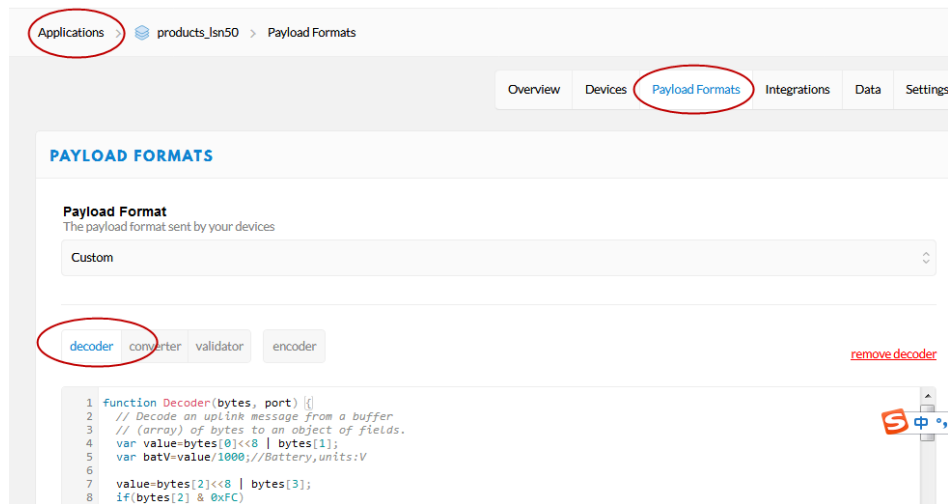 Applications > products_lsn50 > Payload Formats
Overview Devices Payload Formats Integrations Data Settings
PAYLOAD FORMATS
Payload Format
The payload format sent by your devices
Custom
decoder converter validator encoder
remove decoder
1 function Decoder(bytes, port) {
2 // Decode an uplink message from a buffer
3 // (array) of bytes to an object of fields.
4 var value=bytes[0]<<8 | bytes[1];
5 var batV=value/1000;//Battery,units:V
6
7 value=bytes[2]<<8 | bytes[3];
8 if(bytes[2] & 0xFC)
S 中 °,